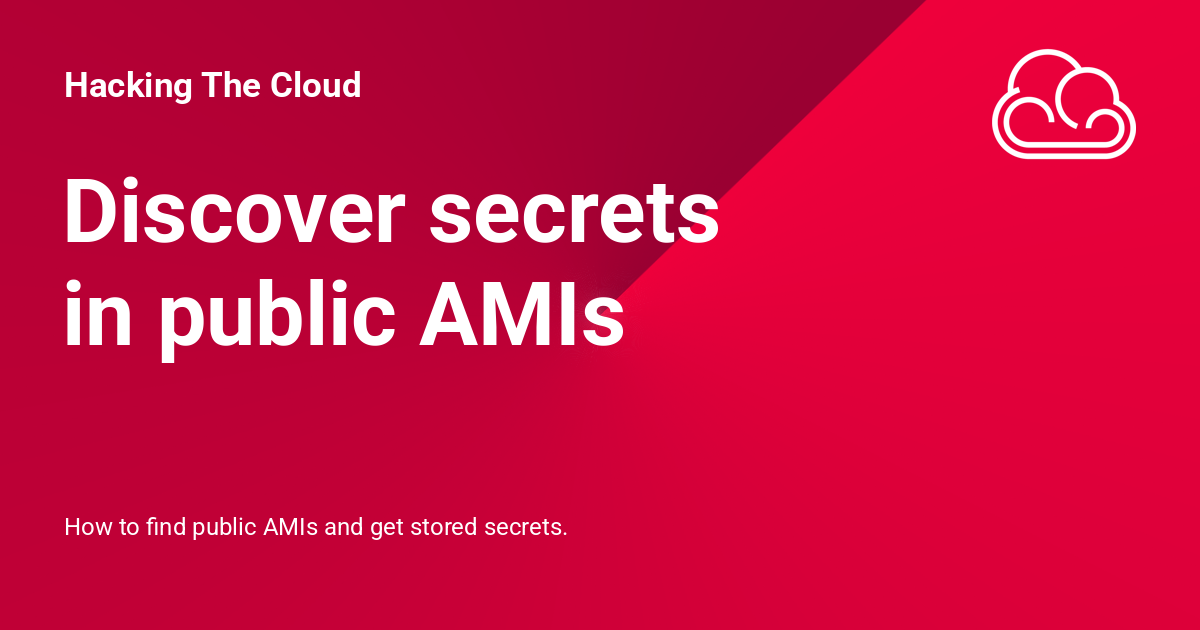 Hacking The Cloud
Discover secrets
in public AMIs
How to find public AMIs and get stored secrets.